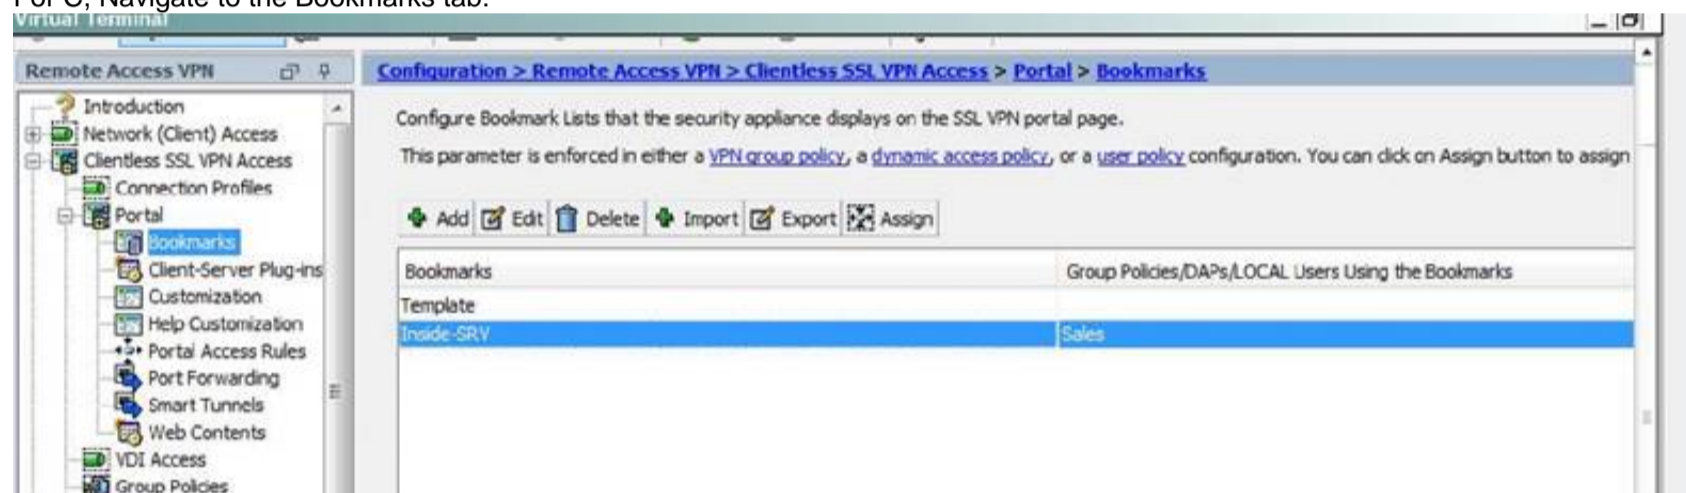 For C, Navigate to the Bookmarks tab:
Virtual Terminal
Remote Access VPN
Introduction
Network (Client) Access
Clientless SSL VPN Access
Connection Profiles
Portal
Bookmarks
Client-Server Plug-ins
Customization
Help Customization
Portal Access Rules
Port Forwarding
Smart Tunnels
Web Contents
VDI Access
Group Policies
Configuration > Remote Access VPN > Clientless SSL VPN Access > Portal > Bookmarks
Configure Bookmark Lists that the security appliance displays on the SSL VPN portal page.
This parameter is enforced in either a VPN group policy, a dynamic access policy, or a user policy configuration. You can click on Assign button to assign
Add Edit Delete Import Export Assign
Bookmarks Group Policies/DAPs/LOCAL Users Using the Bookmarks
Template
Inside-SRV Sales